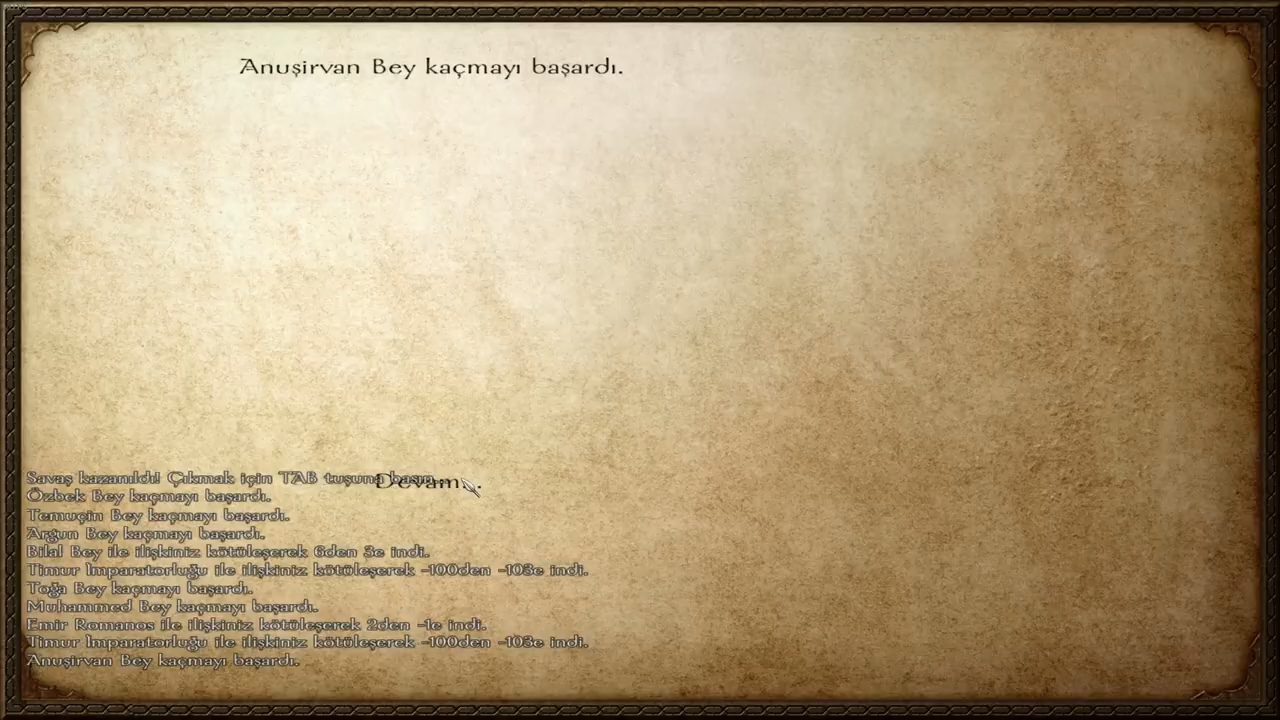 Anuşirvan Bey kaçmayı başardı.
Savaş kazanıldı! Çıkmak için TAB tuşuna basın.
Devam...
Özbek Bey kaçmayı başardı.
Temuçin Bey kaçmayı başardı.
Argun Bey kaçmayı başardı.
Bilal Bey ile ilişkiniz kötüleşerek 6den 3e indi.
Timur Imparatorluğu ile ilişkiniz kötüleşerek -100den -103e indi.
Toğa Bey kaçmayı başardı.
Muhammed Bey kaçmayı başardı.
Emir Romanos ile ilişkiniz kötüleşerek 2den -1e indi.
Timur Imparatorluğu ile ilişkiniz kötüleşerek -100den -103e indi.
Anuşirvan Bey kaçmayı başardı.